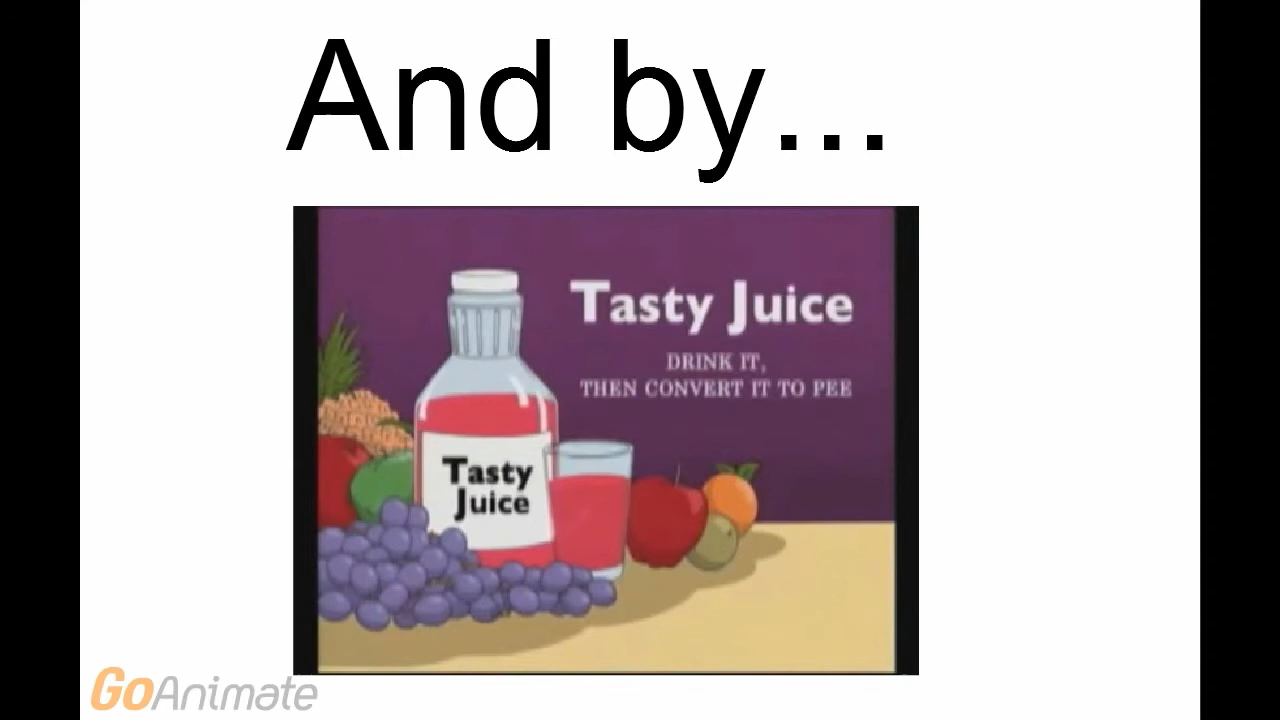 And by...
Tasty Juice
DRINK IT,
THEN CONVERT IT TO PEE
Tasty
Juice
GoAnimate